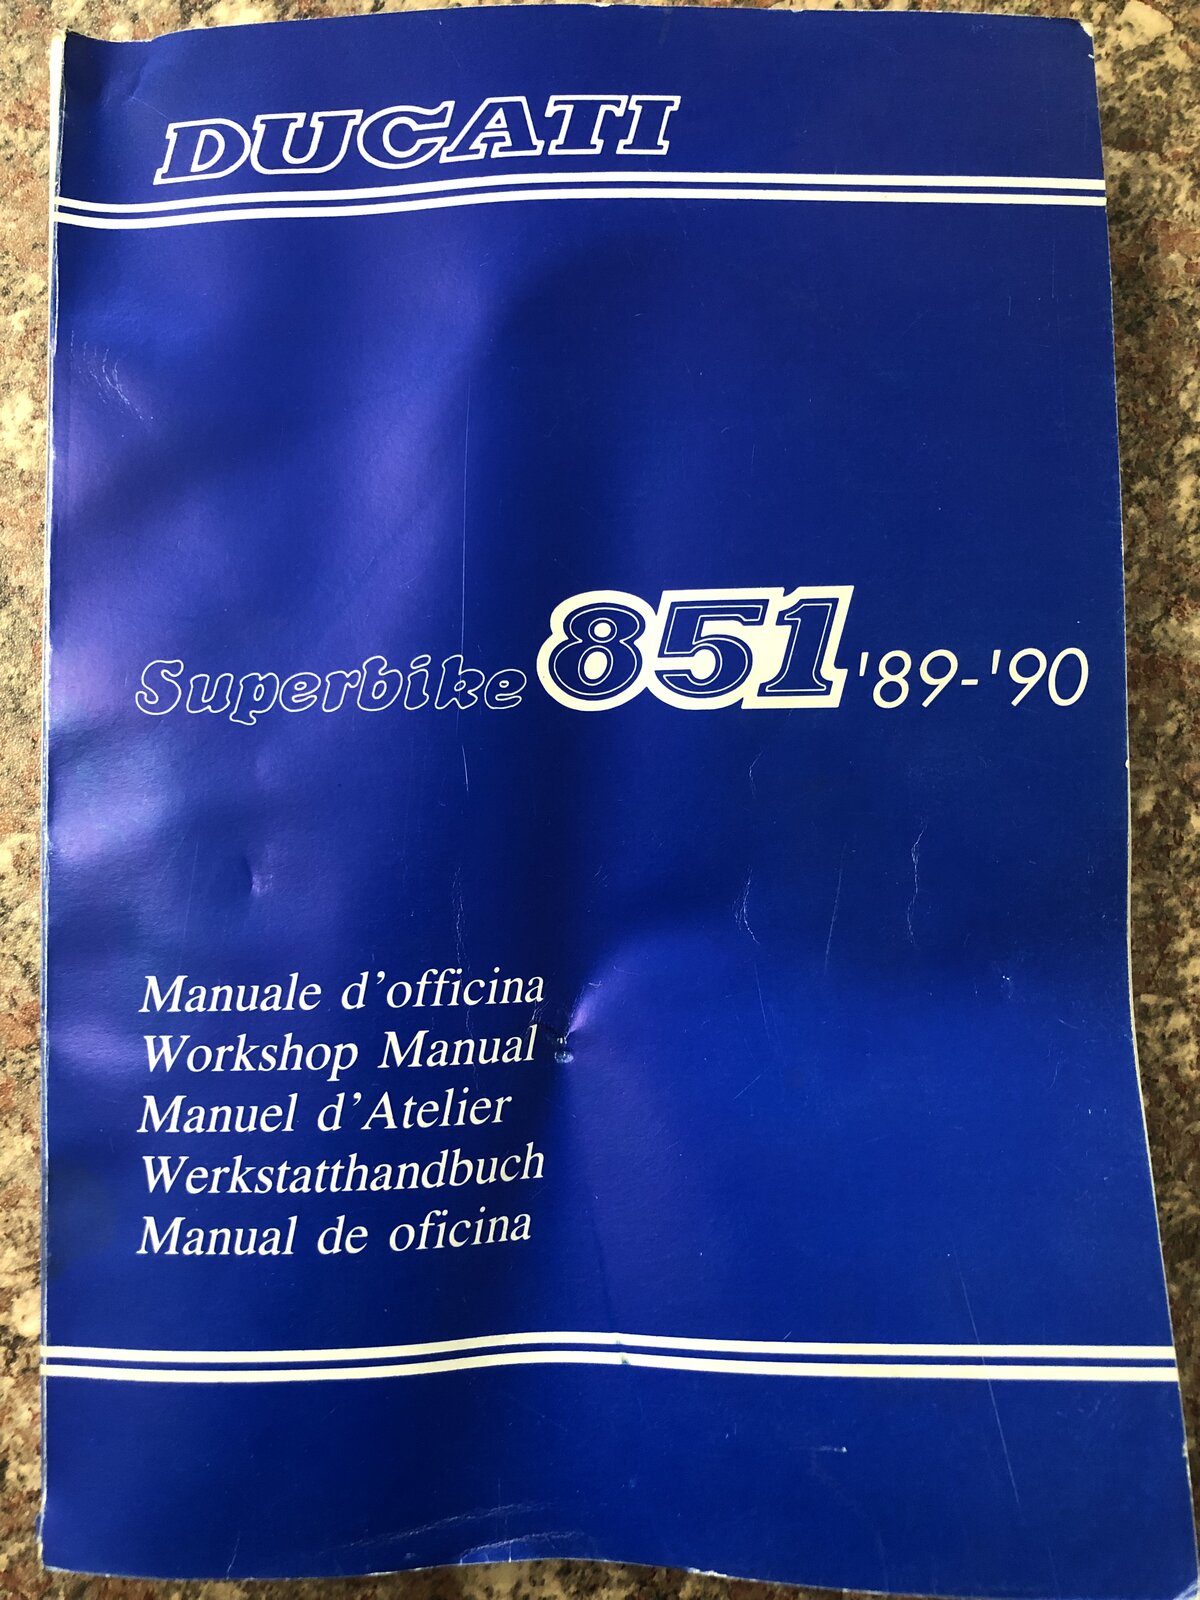 DUCATI
Superbike 851 '89-'90
Manuale d'officina
Workshop Manual
Manuel d'Atelier
Werkstatthandbuch
Manual de oficina